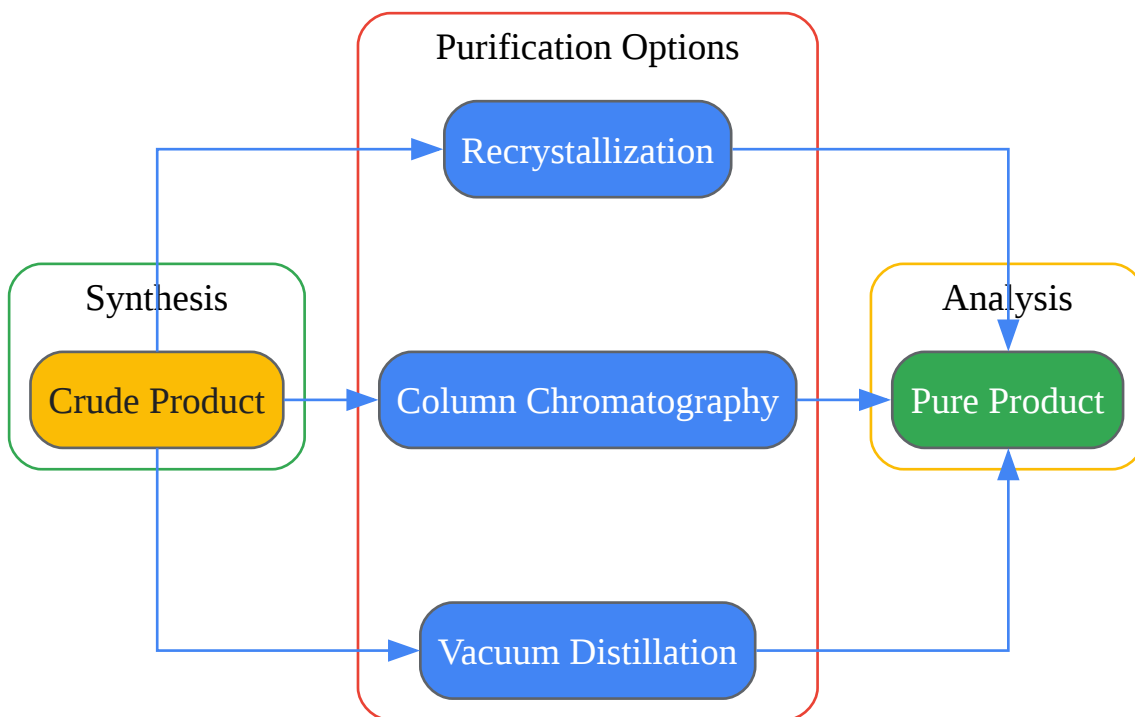 Purification Options
Recrystallization
Synthesis
Analysis
Crude Product
Column Chromatography
Pure Product
Vacuum Distillation